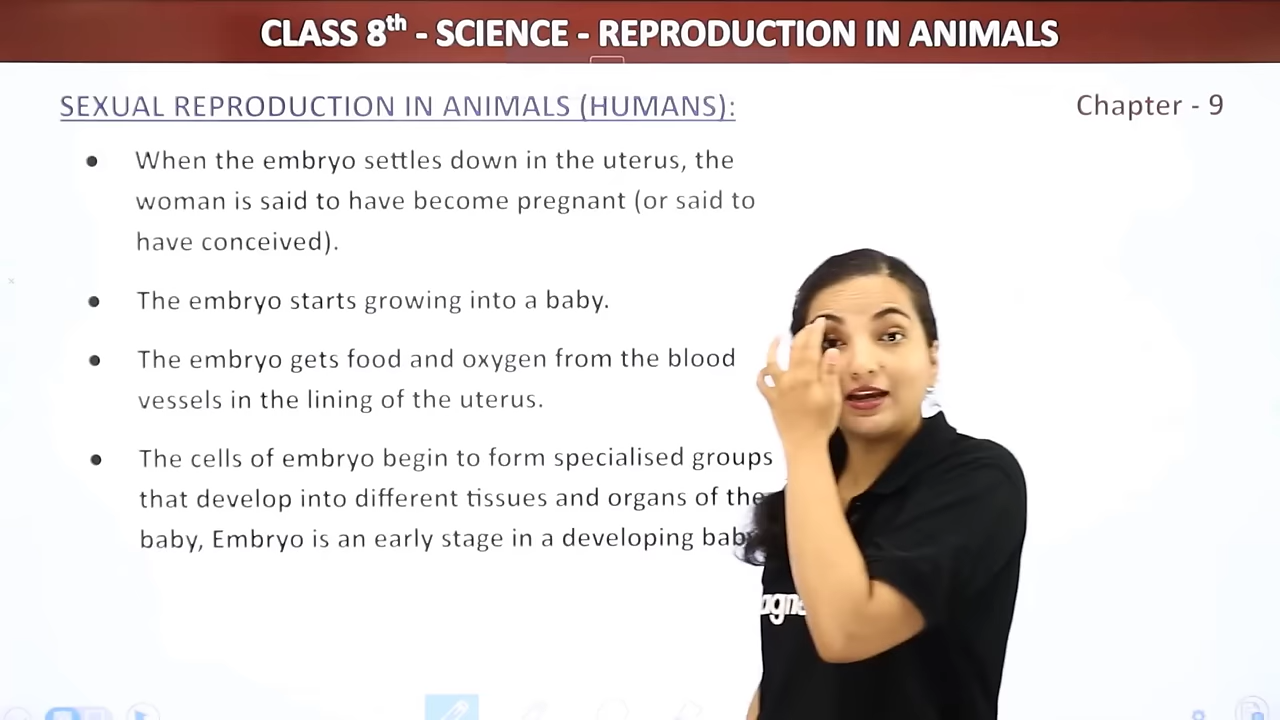 CLASS 8th - SCIENCE - REPRODUCTION IN ANIMALS
SEXUAL REPRODUCTION IN ANIMALS (HUMANS):
Chapter - 9
When the embryo settles down in the uterus, the
woman is said to have become pregnant (or said to
have conceived).
The embryo starts growing into a baby.
The embryo gets food and oxygen from the blood
vessels in the lining of the uterus.
The cells of embryo begin to form specialised groups
that develop into different tissues and organs of the
baby, Embryo is an early stage in a developing